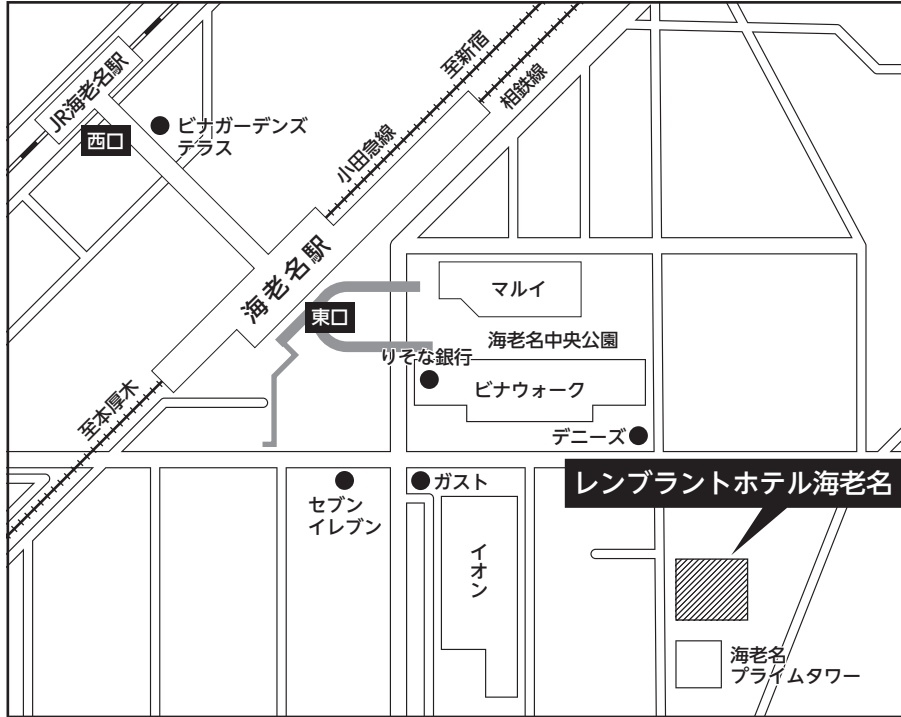 至新宿
JR海老名駅
相鉄線
ビナガーデンズ
テラス
西口
小田急線
海老名駅
マルイ
東口
海老名中央公園
りそな銀行
ビナウォーク
至本厚木
デニーズ
レンブラントホテル海老名
ガスト
セブン
イレブン
イオン
海老名
プライムタワー